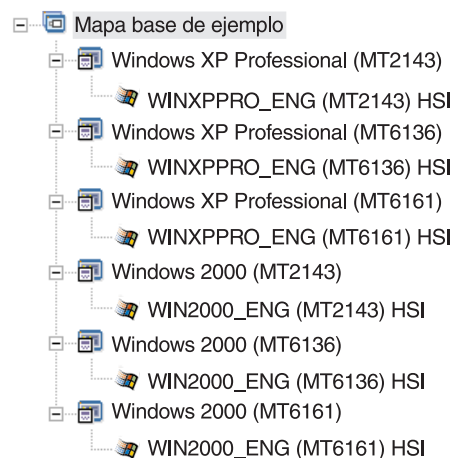 Mapa base de ejemplo
Windows XP Professional (MT2143)
WINXPPRO_ENG (MT2143) HSI
Windows XP Professional (MT6136)
WINXPPRO_ENG (MT6136) HSI
Windows XP Professional (MT6161)
WINXPPRO_ENG (MT6161) HSI
Windows 2000 (MT2143)
WIN2000_ENG (MT2143) HSI
Windows 2000 (MT6136)
WIN2000_ENG (MT6136) HSI
Windows 2000 (MT6161)
WIN2000_ENG (MT6161) HSI